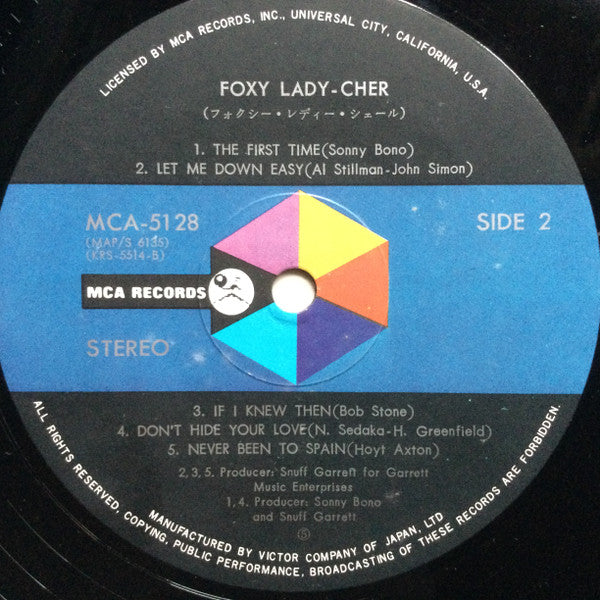 LICENSED BY MCA RECORDS, INC., UNIVERSAL CITY, CALIFORNIA, U.S.A.
FOXY LADY-CHER
(フォクシー・レディー・シェール)
1. THE FIRST TIME(Sonny Bono)
2. LET ME DOWN EASY(Al Stillman-John Simon)
MCA-5128
SIDE 2
(MAP/S 6135)
(KRS-5514-B)
MCA RECORDS
STEREO
3. IF I KNEW THEN(Bob Stone)
4. DON'T HIDE YOUR LOVE(N. Sedaka-H. Greenfield)
5. NEVER BEEN TO SPAIN(Hoyt Axton)
2,3,5. Producer: Snuff Garrett for Garrett
Music Enterprises
1,4. Producer: Sonny Bono
and Snuff Garrett
⑤
MANUFACTURED BY VICTOR COMPANY OF JAPAN, LTD
ALL RIGHTS RESERVED, COPYING, PUBLIC PERFORMANCE, BROADCASTING OF THESE RECORDS ARE FORBIDDEN.